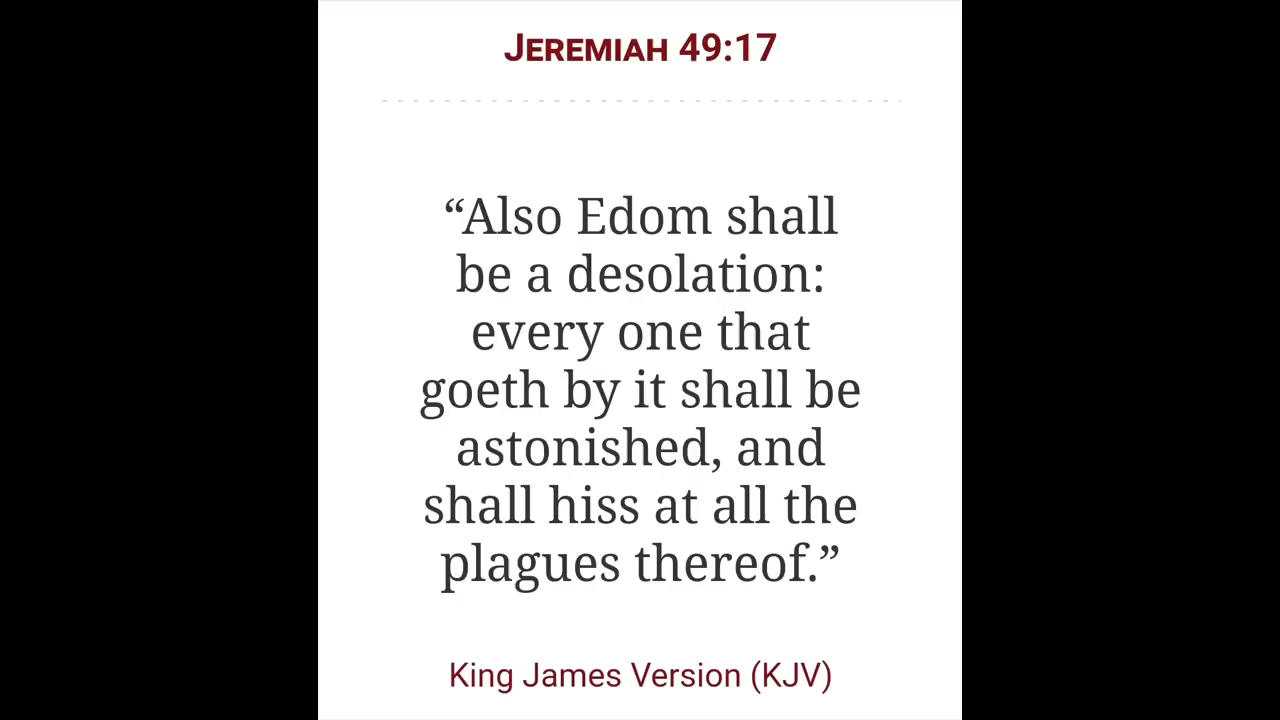 JEREMIAH 49:17
“Also Edom shall
be a desolation:
every one that
goeth by it shall be
astonished, and
shall hiss at all the
plagues thereof.”
King James Version (KJV)